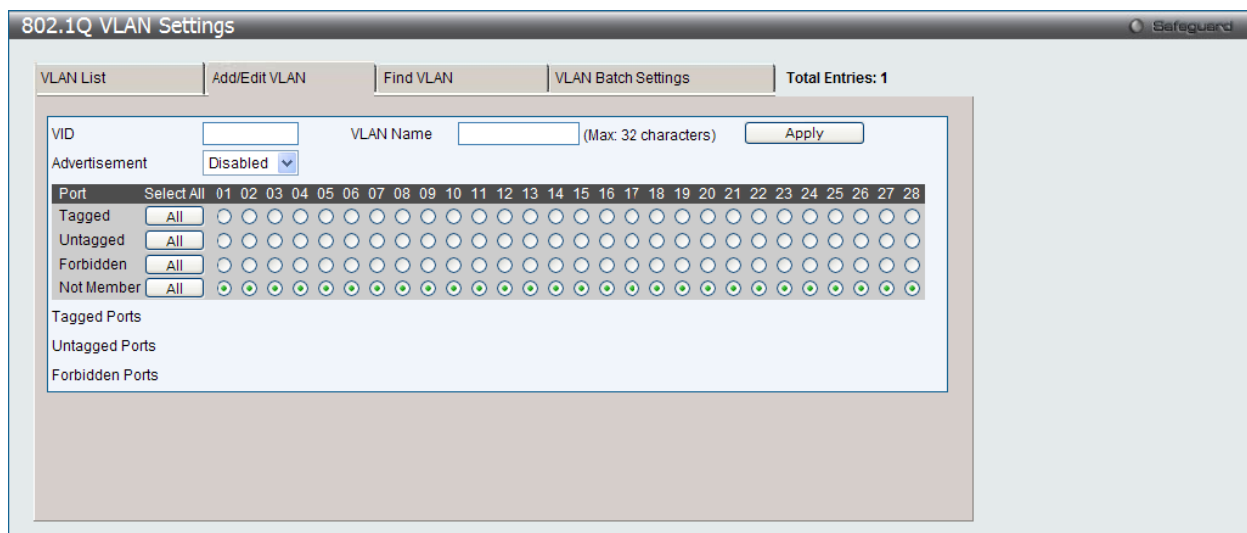 802.1Q VLAN Settings Safeguard
VLAN List Add/Edit VLAN Find VLAN VLAN Batch Settings Total Entries: 1
VID VLAN Name (Max: 32 characters) Apply
Advertisement Disabled
Port Select All 01 02 03 04 05 06 07 08 09 10 11 12 13 14 15 16 17 18 19 20 21 22 23 24 25 26 27 28
Tagged All
Untagged All
Forbidden All
Not Member All
Tagged Ports
Untagged Ports
Forbidden Ports